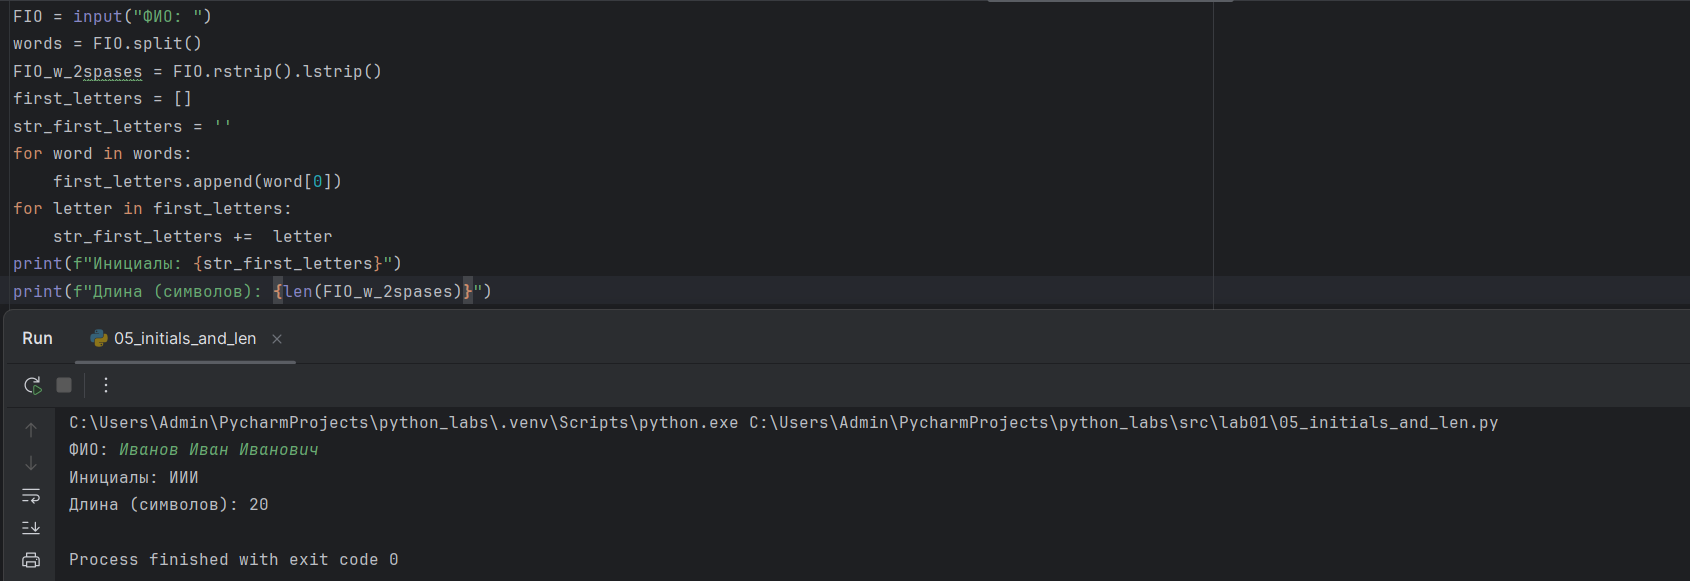 FIO = input("ФИО: ")
words = FIO.split()
FIO_w_2spases = FIO.rstrip().lstrip()
first_letters = []
str_first_letters = ''
for word in words:
    first_letters.append(word[0])
for letter in first_letters:
    str_first_letters +=  letter
print(f"Инициалы: {str_first_letters}")
print(f"Длина (символов): {len(FIO_w_2spases)}")
Run 05_initials_and_len
C:\Users\Admin\PycharmProjects\python_labs\.venv\Scripts\python.exe C:\Users\Admin\PycharmProjects\python_labs\src\lab01\05_initials_and_len.py
ФИО: Иванов Иван Иванович
Инициалы: ИИИ
Длина (символов): 20
Process finished with exit code 0